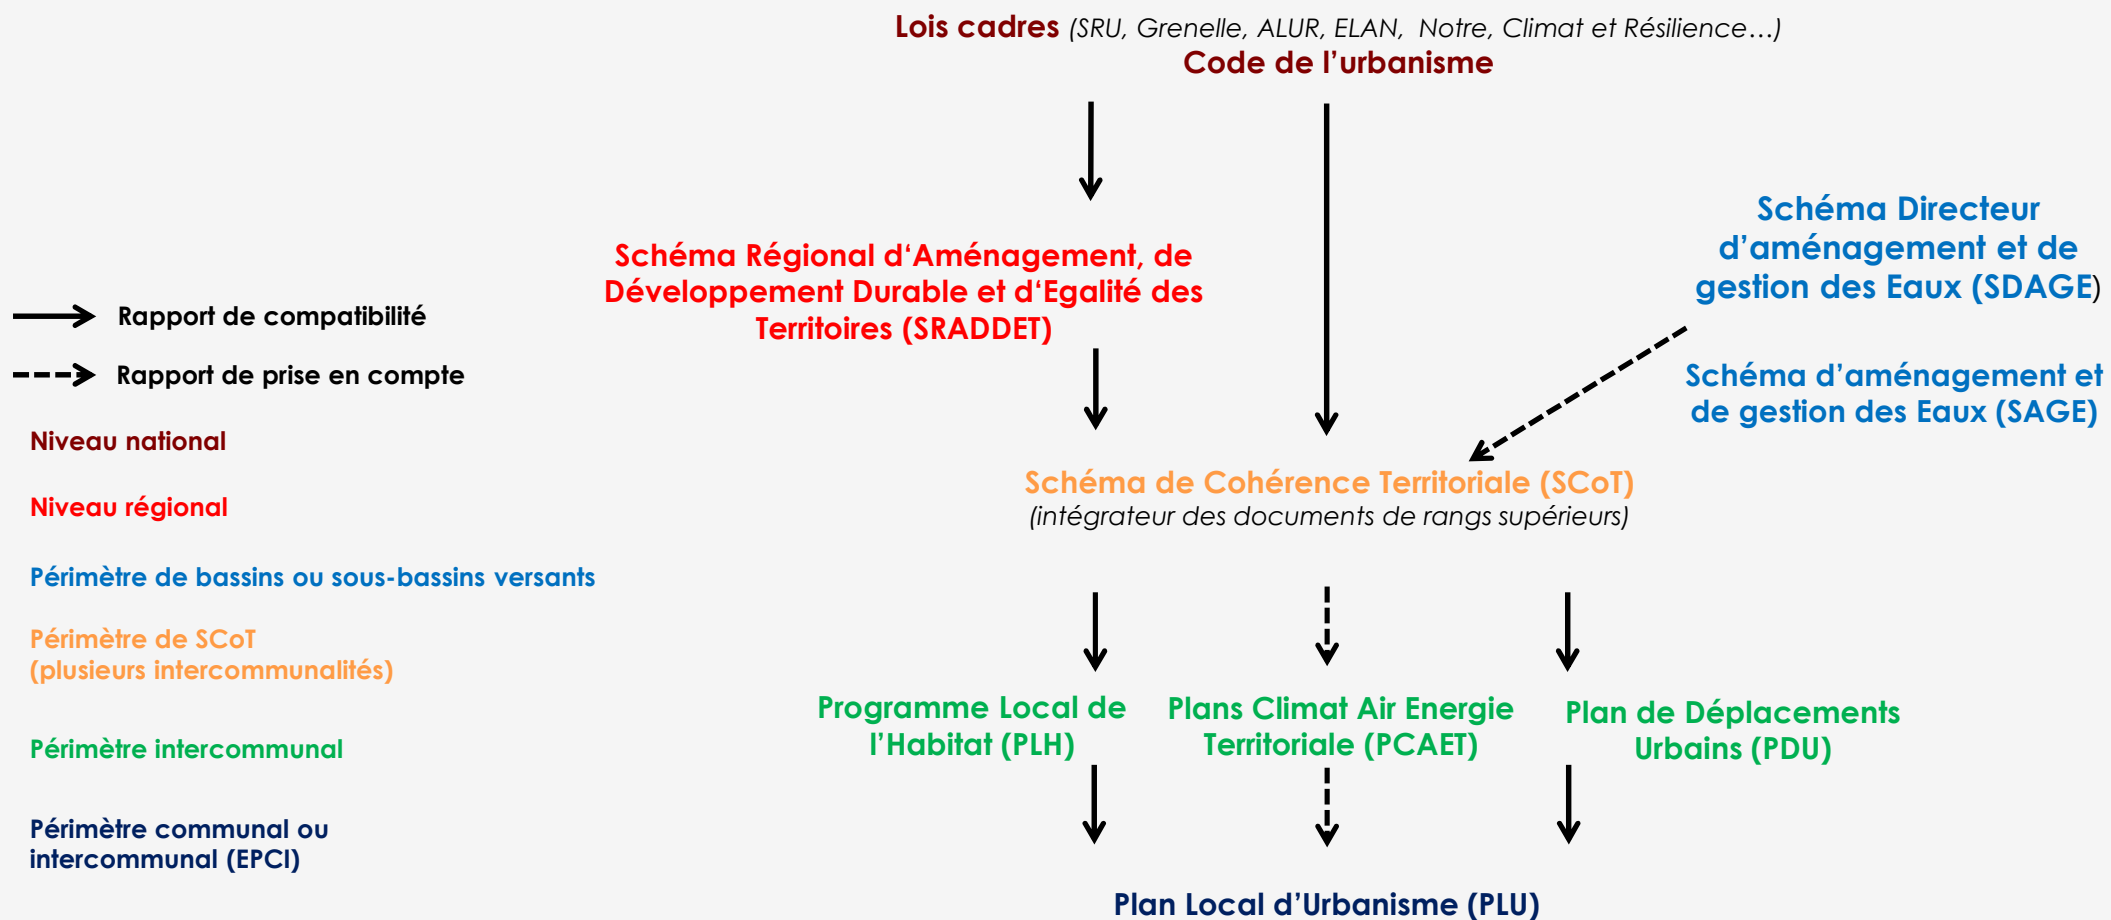 Lois cadres (SRU, Grenelle, ALUR, ELAN,  Notre, Climat et Résilience…)
Code de l’urbanisme
Schéma Régional d‘Aménagement, de
Développement Durable et d‘Egalité des
Territoires (SRADDET)
Schéma Directeur
d’aménagement et de
gestion des Eaux (SDAGE)
Schéma d’aménagement et
de gestion des Eaux (SAGE)
Rapport de compatibilité
Rapport de prise en compte
Niveau national
Niveau régional
Périmètre de bassins ou sous-bassins versants
Périmètre de SCoT
(plusieurs intercommunalités)
Périmètre intercommunal
Périmètre communal ou
intercommunal (EPCI)
Schéma de Cohérence Territoriale (SCoT)
(intégrateur des documents de rangs supérieurs)
Programme Local de
l’Habitat (PLH)
Plans Climat Air Energie
Territoriale (PCAET)
Plan de Déplacements
Urbains (PDU)
Plan Local d’Urbanisme (PLU)